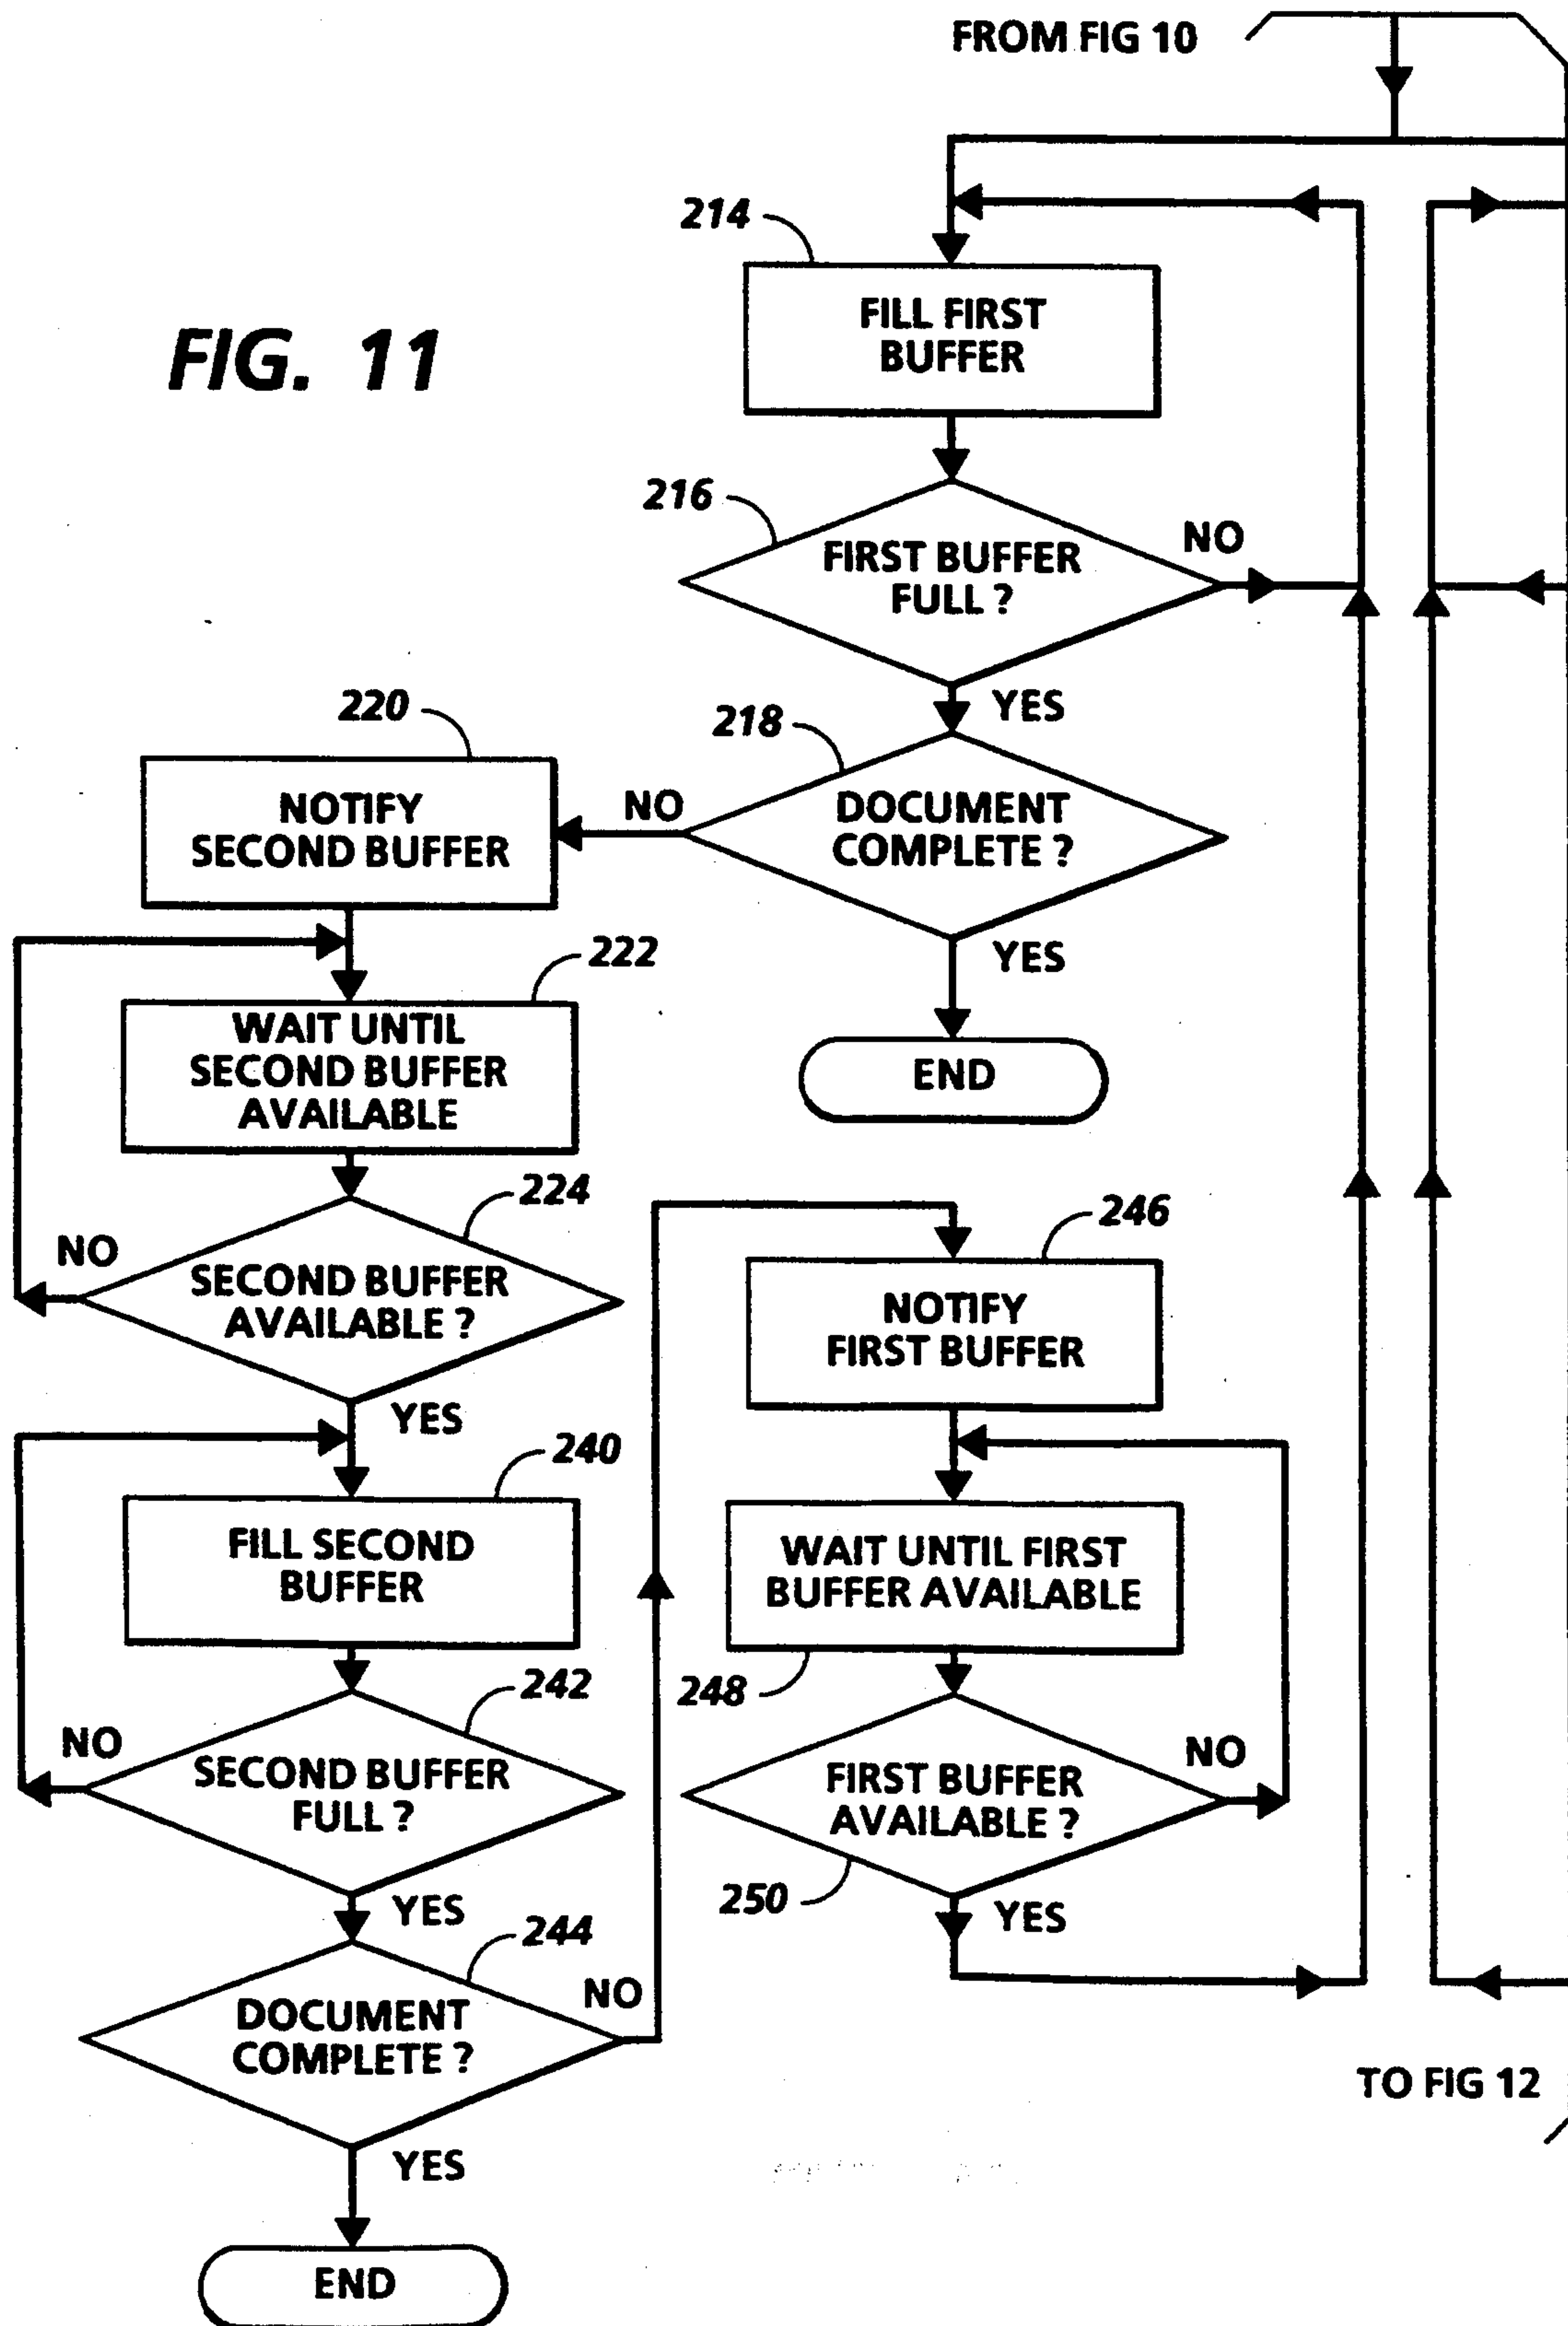 FROM FIG 10
FIG. 11
214
FILL FIRST
BUFFER
216
FIRST BUFFER
FULL ?
NO
YES
218
DOCUMENT
COMPLETE ?
NO
YES
END
220
NOTIFY
SECOND BUFFER
222
WAIT UNTIL
SECOND BUFFER
AVAILABLE
224
SECOND BUFFER
AVAILABLE ?
NO
YES
240
FILL SECOND
BUFFER
242
SECOND BUFFER
FULL ?
NO
YES
244
DOCUMENT
COMPLETE ?
NO
YES
END
246
NOTIFY
FIRST BUFFER
WAIT UNTIL FIRST
BUFFER AVAILABLE
248
FIRST BUFFER
AVAILABLE ?
NO
250
YES
TO FIG 12